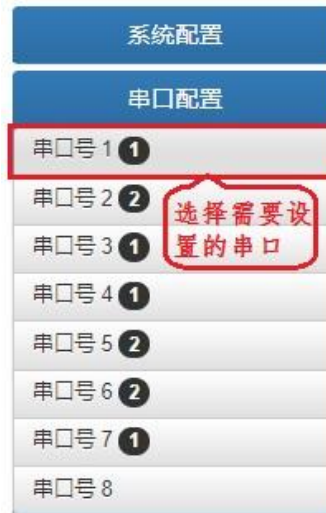 系统配置
串口配置
串口号 1 1
串口号 2 2
选择需要设
置的串口
串口号 3 1
串口号 4 1
串口号 5 2
串口号 6 2
串口号 7 1
串口号 8